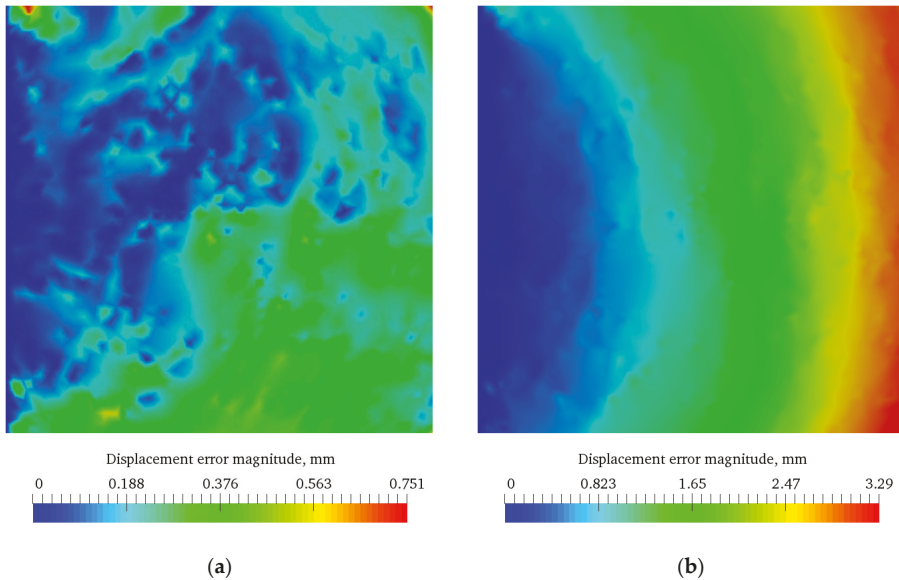 Displacement error magnitude, mm
0 0.188 0.376 0.563 0.751
(a)
Displacement error magnitude, mm
0 0.823 1.65 2.47 3.29
(b)